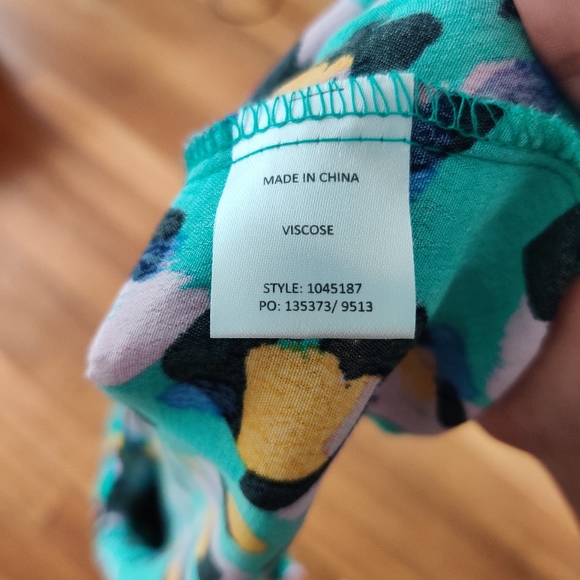 MADE IN CHINA
VISCOSE
STYLE: 1045187
PO: 135373/ 9513